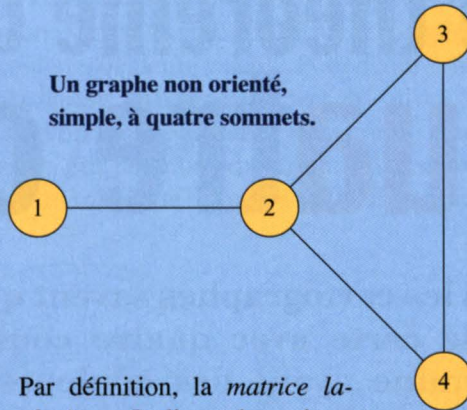 3
Un graphe non orienté,
simple, à quatre sommets.
1
2
4
Par définition, la matrice la-